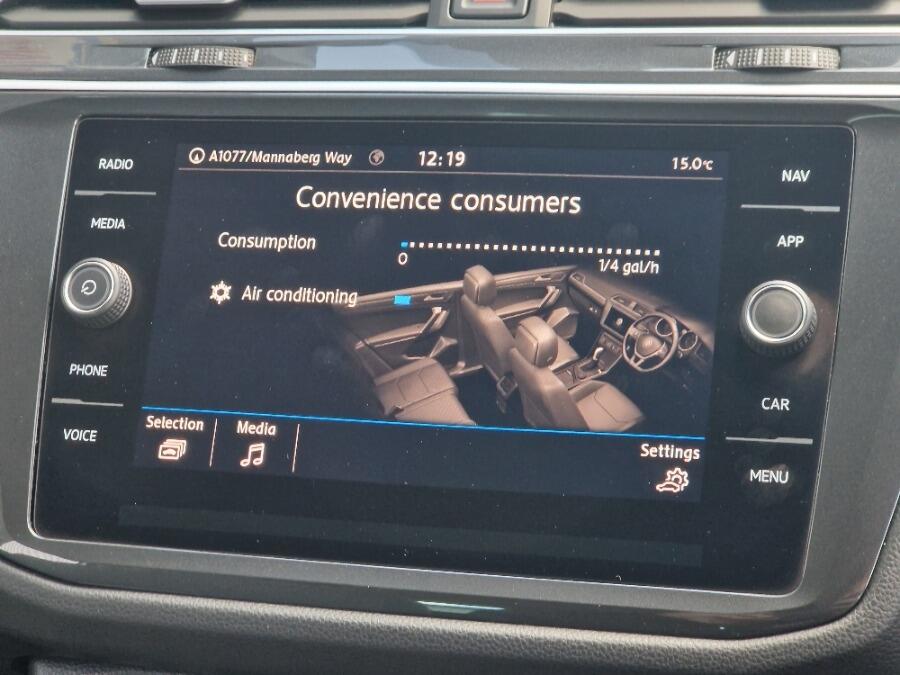 RADIO
MEDIA
PHONE
VOICE
A1077/Mannaberg Way 12:19 15.0°C
Convenience consumers
Consumption
0 1/4 gal/h
Air conditioning
Selection Media Settings
NAV
APP
CAR
MENU